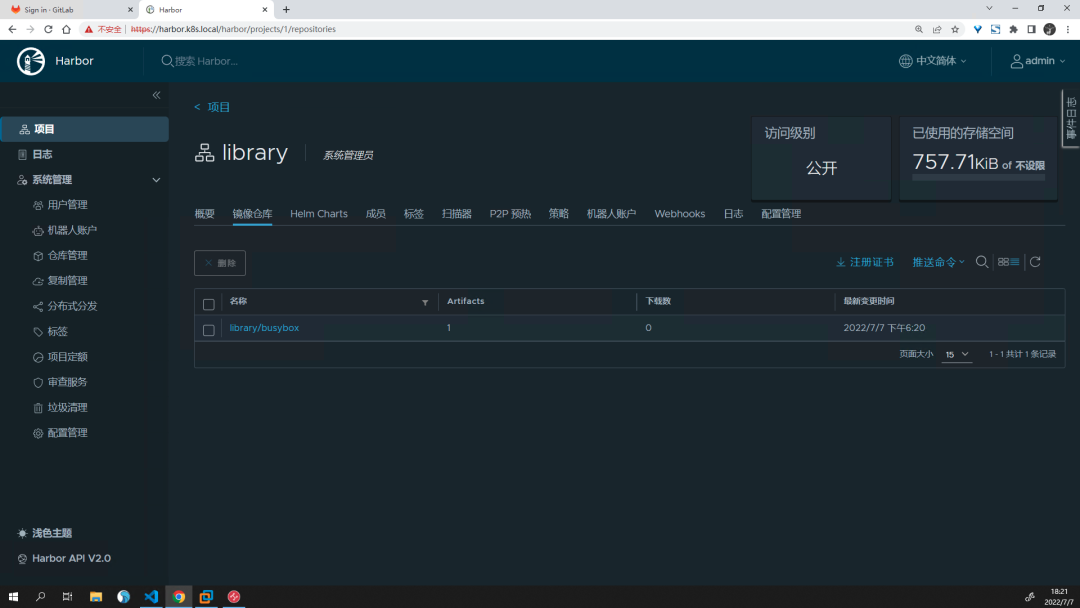 Sign in · GitLab
Harbor
不安全
https://harbor.k8s.local/harbor/projects/1/repositories
Harbor
搜索 Harbor...
中文简体
admin
项目
日志
系统管理
用户管理
机器人账户
仓库管理
复制管理
分布式分发
标签
项目定额
审查服务
垃圾清理
配置管理
浅色主题
Harbor API V2.0
< 项目
library
系统管理员
访问级别
公开
已使用的存储空间
757.71KiB of 不设限
事件日志
概要 镜像仓库 Helm Charts 成员 标签 扫描器 P2P 预热 策略 机器人账户 Webhooks 日志 配置管理
× 删除
注册证书 推送命令
名称 Artifacts 下载数 最新变更时间
library/busybox 1 0 2022/7/7 下午6:20
页面大小 15 1 - 1 共计 1 条记录
18:21
2022/7/7